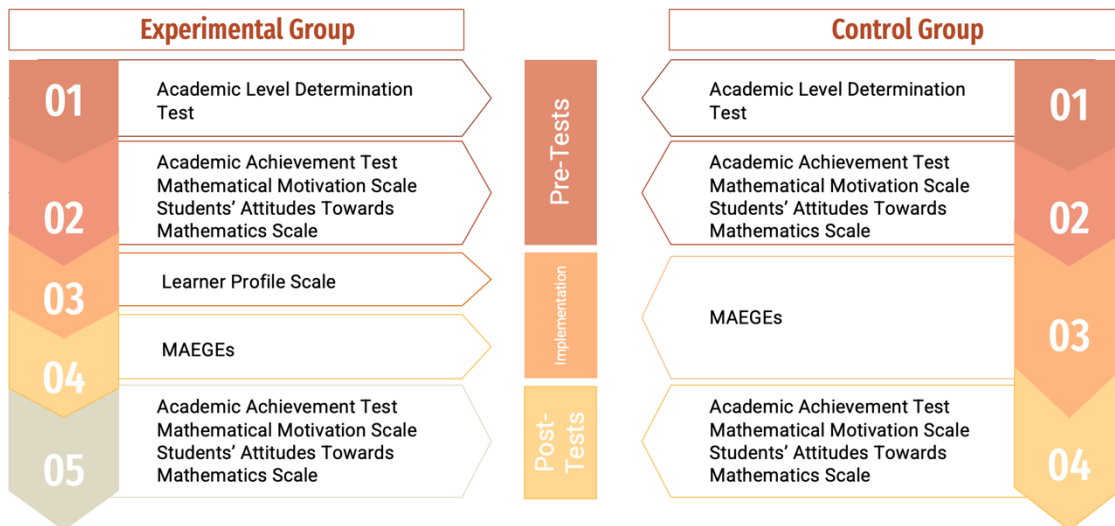 Experimental Group
01
Academic Level Determination
Test
02
Academic Achievement Test
Mathematical Motivation Scale
Students' Attitudes Towards
Mathematics Scale
03
Learner Profile Scale
04
MAEGEs
05
Academic Achievement Test
Mathematical Motivation Scale
Students' Attitudes Towards
Mathematics Scale
Pre-Tests
Implementation
Post-
Tests
Control Group
Academic Level Determination
Test
01
Academic Achievement Test
Mathematical Motivation Scale
Students' Attitudes Towards
Mathematics Scale
02
MAEGEs
03
Academic Achievement Test
Mathematical Motivation Scale
Students' Attitudes Towards
Mathematics Scale
04